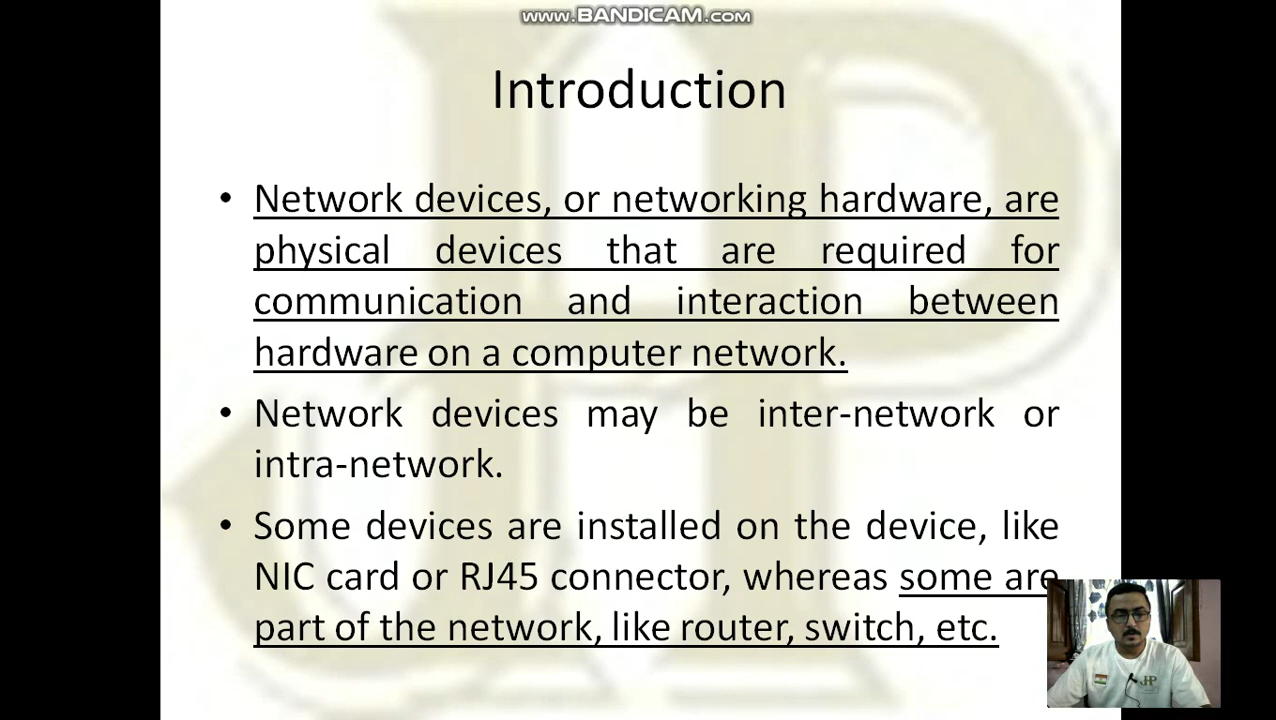 www.BANDICAM.com
Introduction
• Network devices, or networking hardware, are
physical devices that are required for
communication and interaction between
hardware on a computer network.
• Network devices may be inter-network or
intra-network.
• Some devices are installed on the device, like
NIC card or RJ45 connector, whereas some are
part of the network, like router, switch, etc.